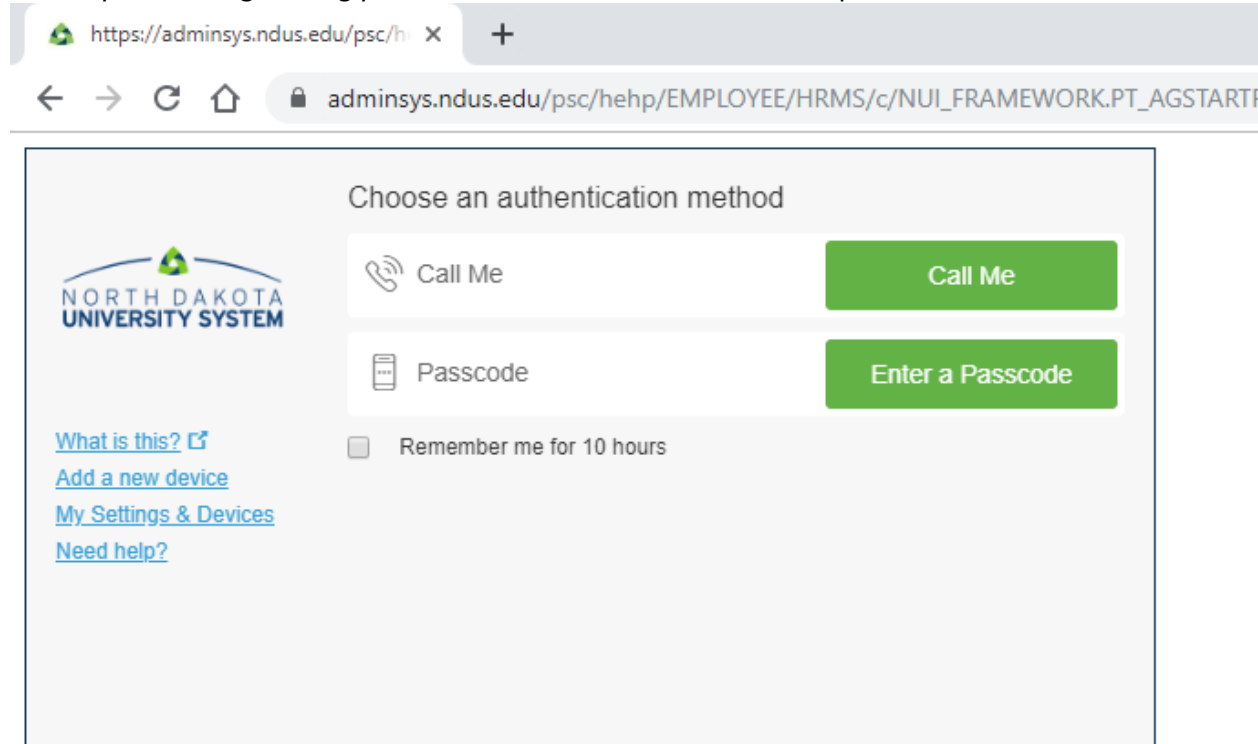 https://adminsys.ndus.edu/psc/h
adminsys.ndus.edu/psc/hehp/EMPLOYEE/HRMS/c/NUI_FRAMEWORK.PT_AGSTART
Choose an authentication method
NORTH DAKOTA
UNIVERSITY SYSTEM
Call Me
Call Me
Passcode
Enter a Passcode
Remember me for 10 hours
What is this?
Add a new device
My Settings & Devices
Need help?